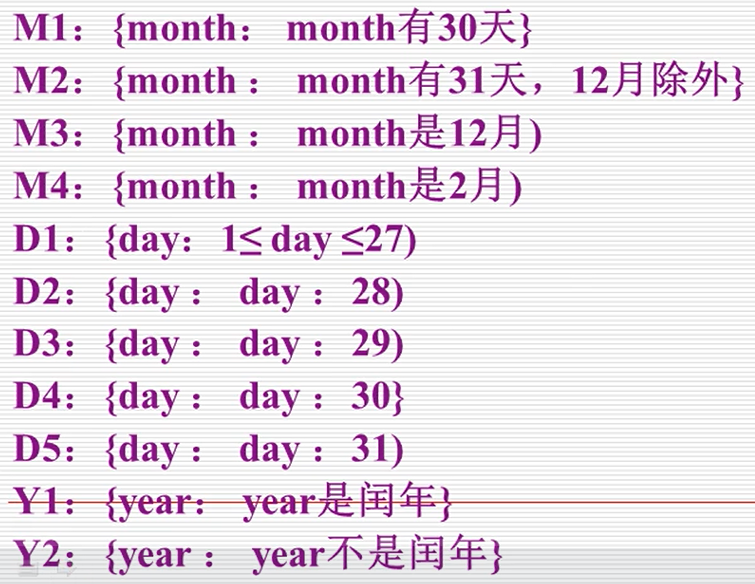 M1：{month： month有30天}
M2：{month： month有31天，12月除外}
M3：{month： month是12月)
M4：{month： month是2月)
D1：{day：1≤ day ≤27)
D2：{day： day：28)
D3：{day： day：29)
D4：{day： day：30}
D5：{day： day：31)
Y1：{year： year是闰年}
Y2：{year： year不是闰年}